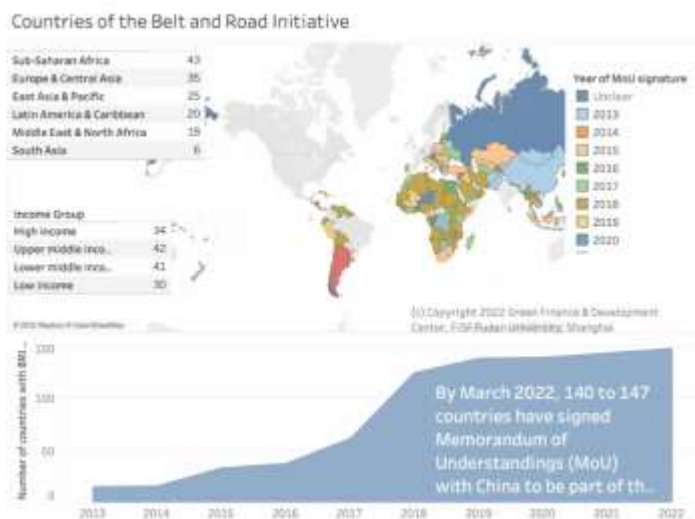 Countries of the Belt and Road Initiative
Sub-Saharan Africa 43
Europe & Central Asia 35
East Asia & Pacific 25
Latin America & Caribbean 20
Middle East & North Africa 18
South Asia 6
Income Group
High income 34
Upper middle inco.. 42
Lower middle inco.. 41
Low income 30
Year of MoU signature
Unclear
2013
2014
2015
2016
2017
2018
2019
2020
(c) Copyright 2022 Green Finance & Development
Center, FISF Fudan University, Shanghai
Number of countries with BRI...
150
100
50
0
By March 2022, 140 to 147
countries have signed
Memorandum of
Understandings (MoU)
with China to be part of th...
2013 2014 2015 2016 2017 2018 2019 2020 2021 2022